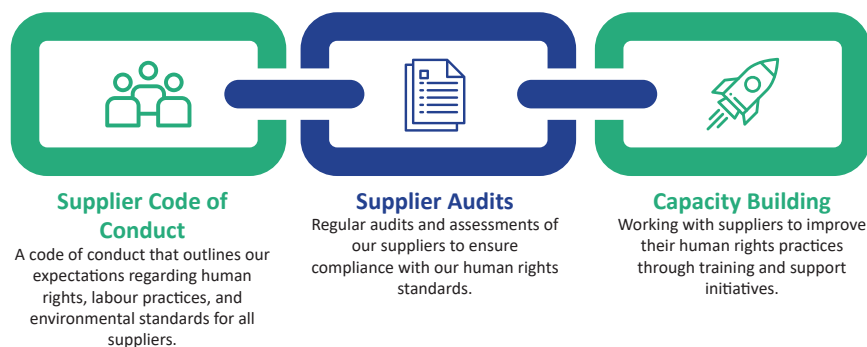 Supplier Code of
Conduct
A code of conduct that outlines our
expectations regarding human
rights, labour practices, and
environmental standards for all
suppliers.
Supplier Audits
Regular audits and assessments of
our suppliers to ensure
compliance with our human rights
standards.
Capacity Building
Working with suppliers to improve
their human rights practices
through training and support
initiatives.